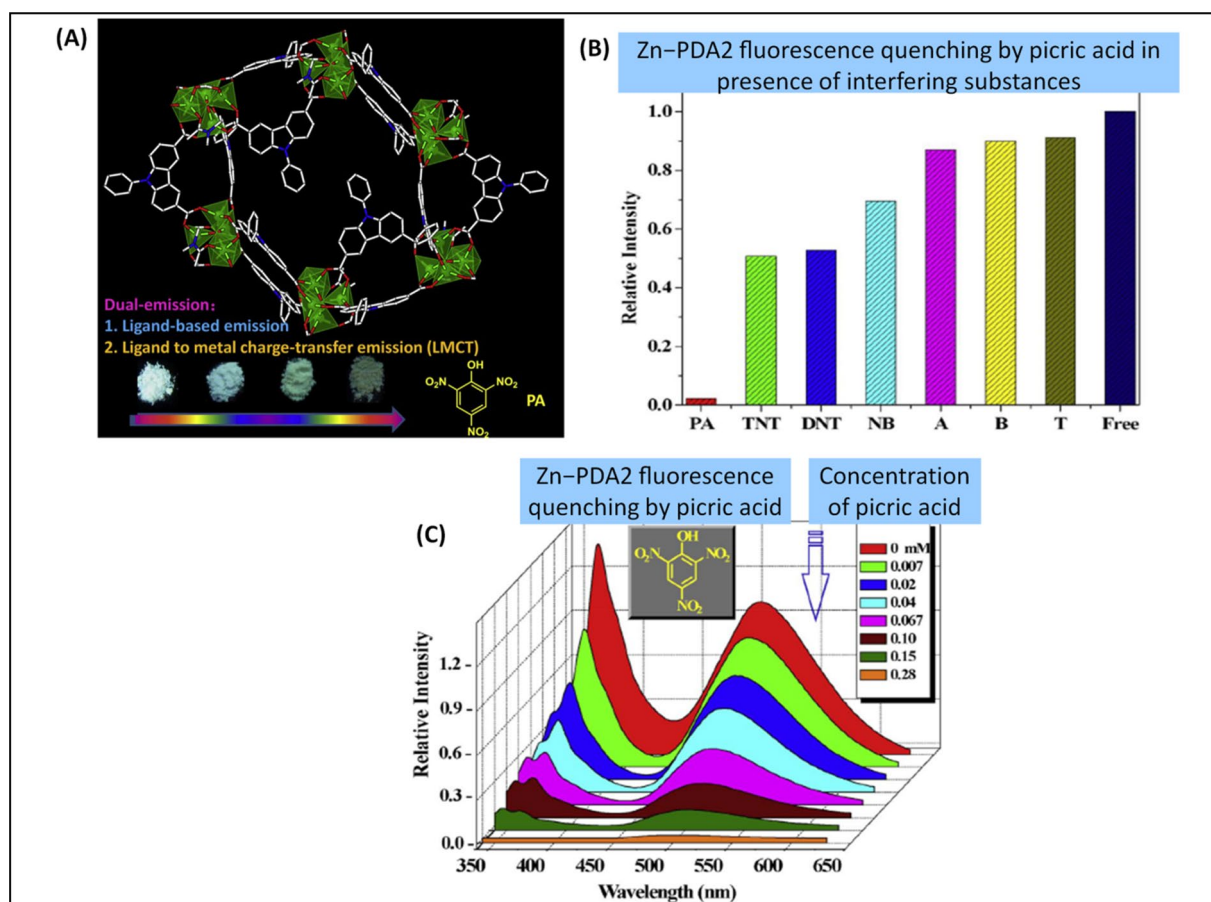 (A)
Dual-emission:
1. Ligand-based emission
2. Ligand to metal charge-transfer emission (LMCT)
OH
NO₂
NO₂
NO₂
PA
(B)
Zn−PDA2 fluorescence quenching by picric acid in
presence of interfering substances
Relative Intensity
1.0
0.8
0.6
0.4
0.2
0.0
PA TNT DNT NB A B T Free
Zn−PDA2 fluorescence
quenching by picric acid
Concentration
of picric acid
(C)
OH
O₂N
NO₂
NO₂
0 mM
0.007
0.02
0.04
0.067
0.10
0.15
0.28
Relative Intensity
1.2
0.9
0.6
0.3
0.0
350 400 450 500 550 600 650
Wavelength (nm)